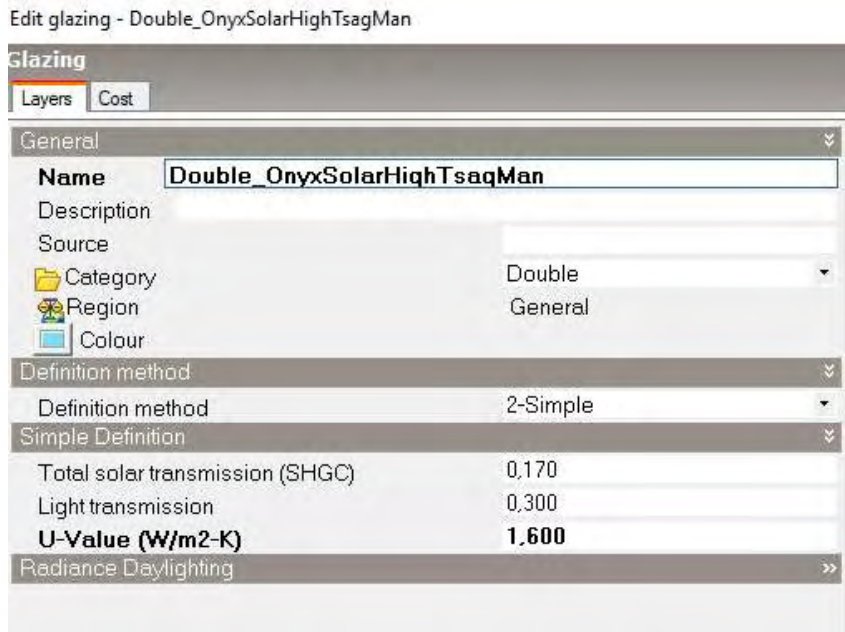 Edit glazing - Double_OnyxSolarHighTsagMan
Glazing
Layers Cost
General
Name Double_OnyxSolarHighTsagMan
Description
Source
Category Double
Region General
Colour
Definition method
Definition method 2-Simple
Simple Definition
Total solar transmission (SHGC) 0,170
Light transmission 0,300
U-Value (W/m2-K) 1,600
Radiance Daylighting